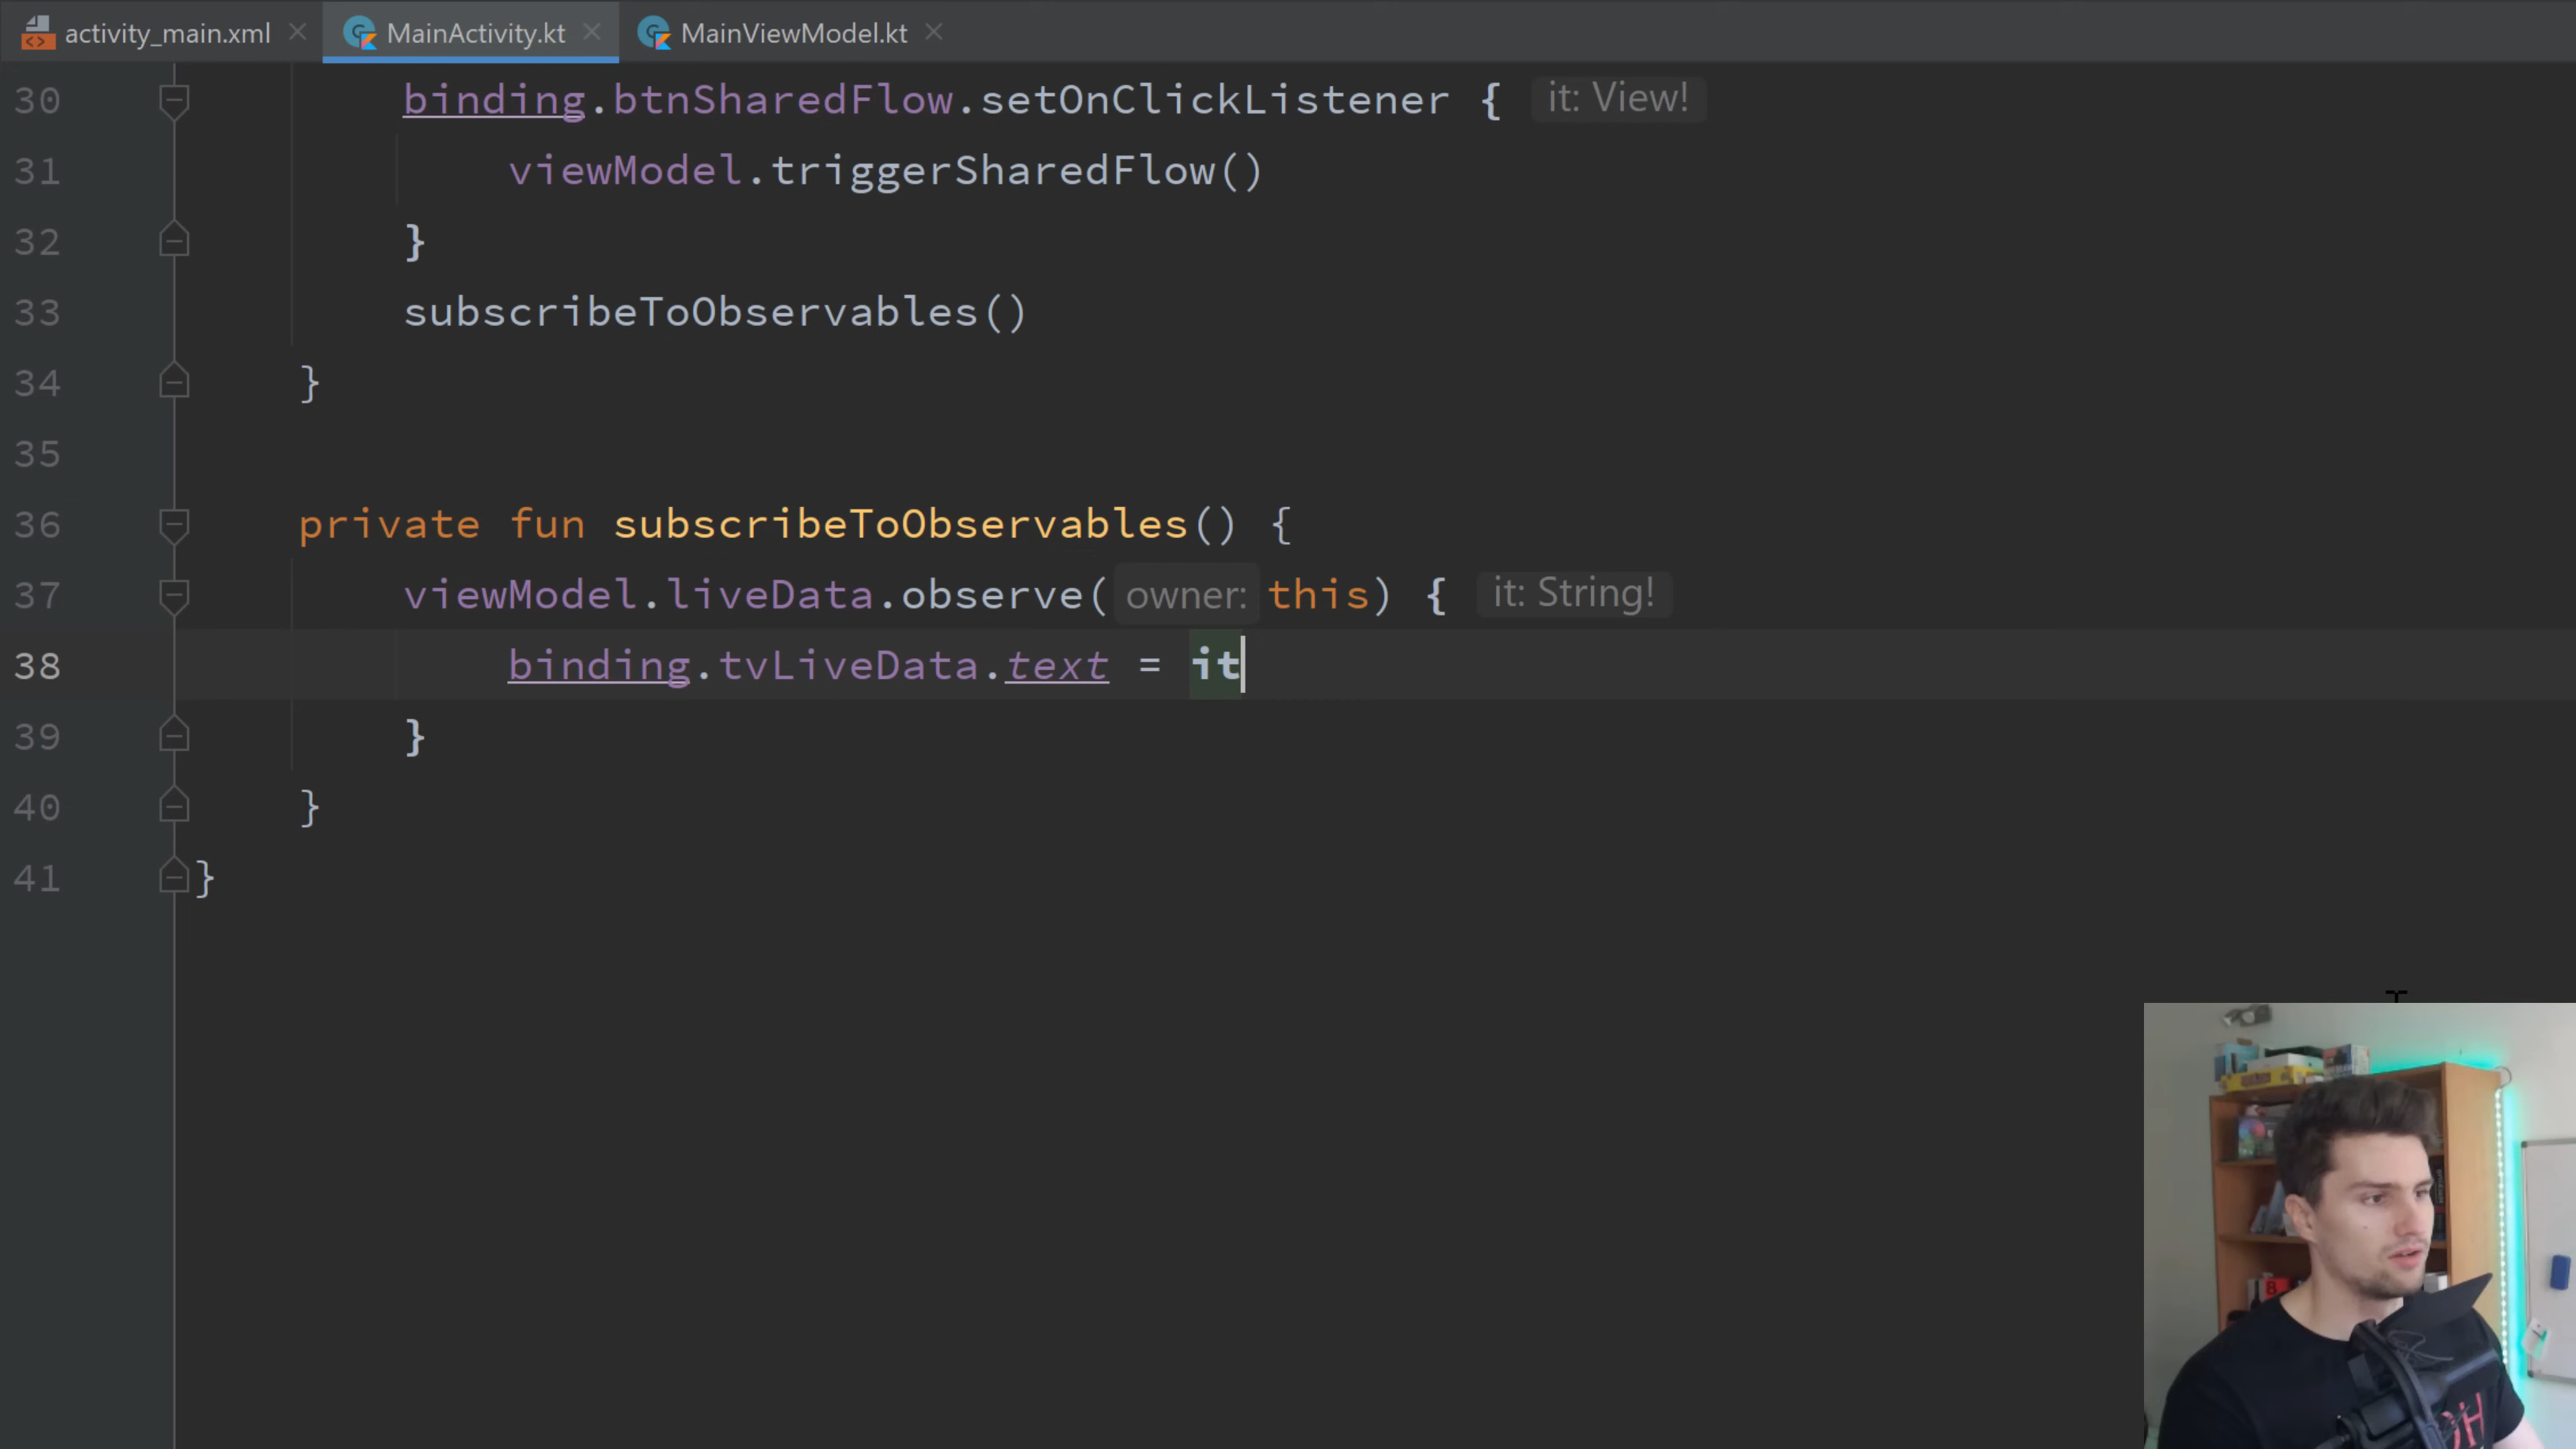 activity_main.xml MainActivity.kt MainViewModel.kt
30 binding.btnSharedFlow.setOnClickListener { it: View!
31 viewModel.triggerSharedFlow()
32 }
33 subscribeToObservables()
34 }
35
36 private fun subscribeToObservables() {
37 viewModel.liveData.observe( owner: this) { it: String!
38 binding.tvLiveData.text = it
39 }
40 }
41 }